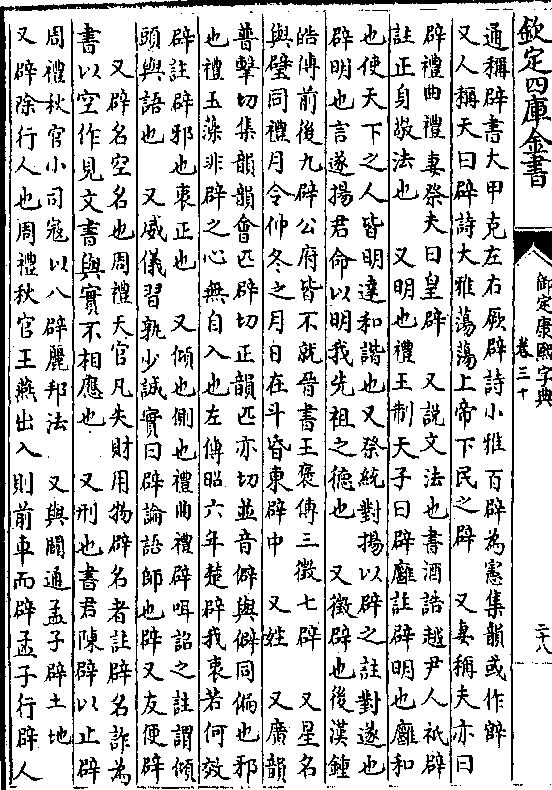 欽定四庫全書
御定康熙字典
卷三十
二十八
通稱辟書大甲克左右厥辟詩小雅百辟為憲集韻或作𨐨
又人稱天曰辟詩大雅蕩蕩上帝下民之辟　又妻稱夫亦曰
辟禮曲禮妻祭夫曰皇辟　又說文法也書酒誥越尹人祇辟
註正身敬法也　又明也禮王制天子曰辟廱註辟明也廱和
也使天下之人皆明達和諧也又祭統對揚以辟之註對遂也
辟明也言遂揚君命以明我先祖之德也　又徵辟也後漢鍾
皓傳前後九辟公府皆不就晉書王褒傳三徵七辟　又星名
與壁同禮月令仲冬之月日在斗昏東辟中　又姓　又廣韻
普擊切集韻韻會匹辟切正韻匹亦切並音僻與僻同偏也邪
也禮玉藻非辟之心無自入也左傳昭六年楚辟我衷若何效
辟註辟邪也衷正也　又傾也側也禮曲禮辟咡詔之註謂傾
頭與語也　又威儀習孰少誠實曰辟論語師也辟又友便辟
又辟名空名也周禮天官凡失財用物辟名者註辟名詐為
書以空作見文書與實不相應也　又刑也書君陳辟以止辟
周禮秋官小司寇以八辟麗邦法　又與闢通孟子辟土地
又辟除行人也周禮秋官王燕出入則前車而辟孟子行辟人